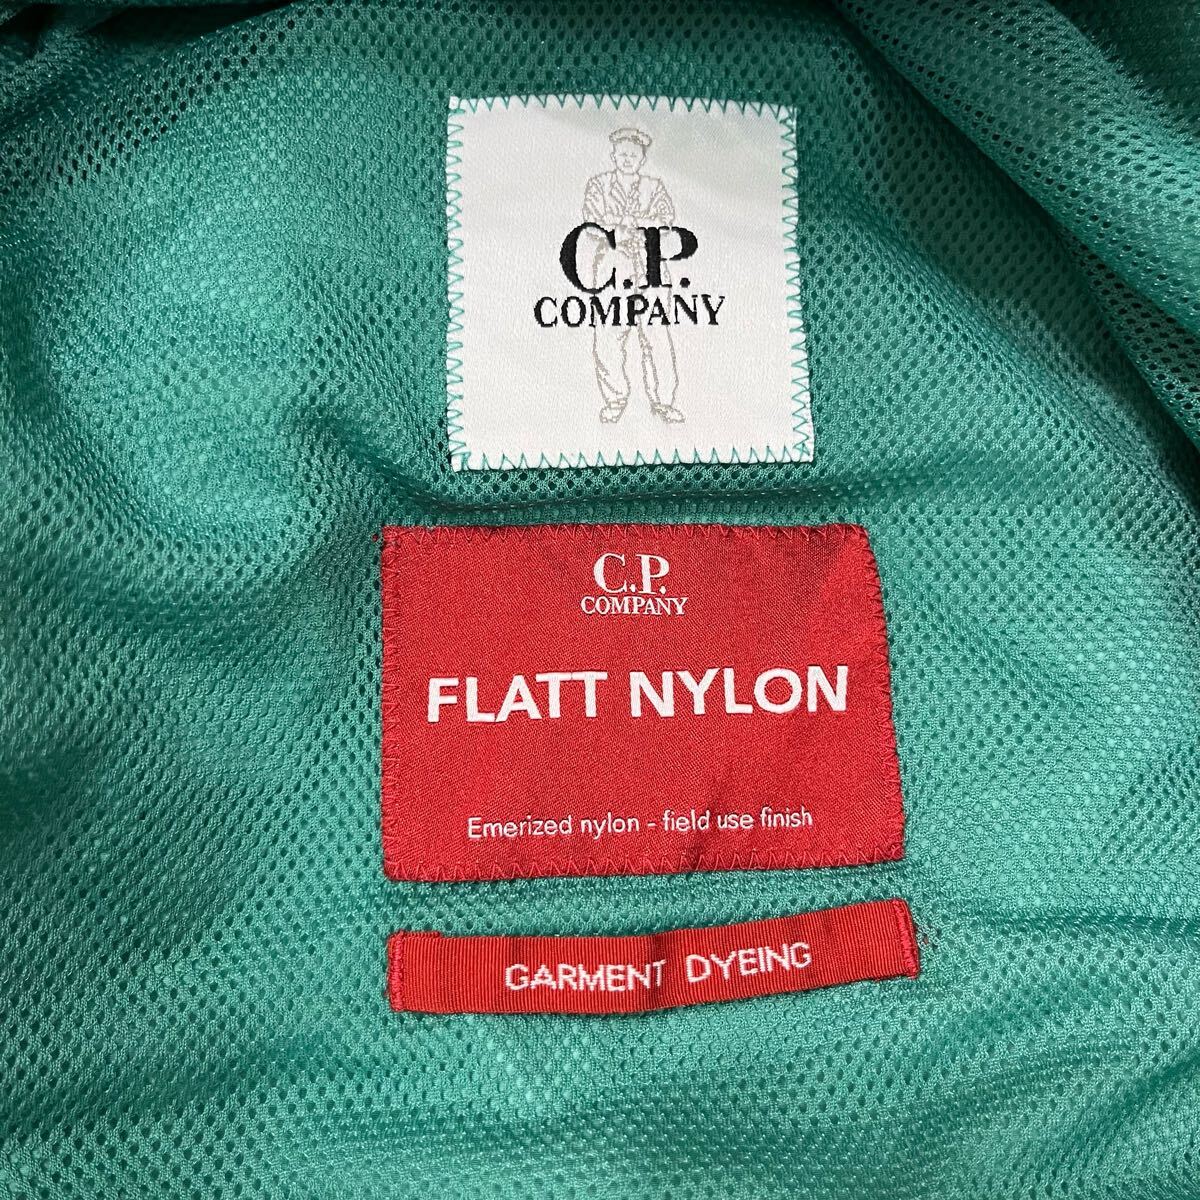 C.P.
COMPANY
C.P.
COMPANY
FLATT NYLON
Emerized nylon - field use finish
GARMENT DYEING